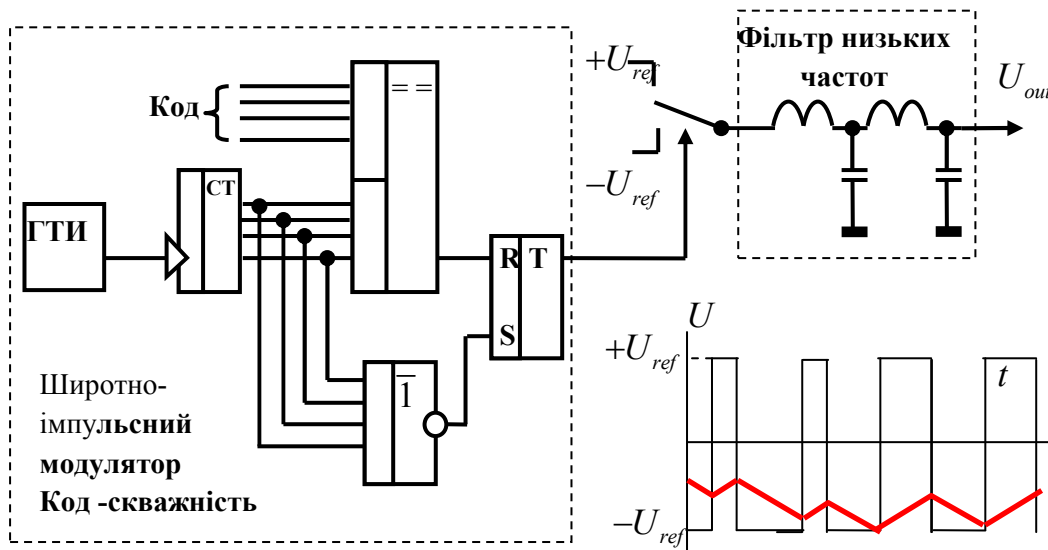 Фільтр низьких
частот
+U_ref
U_out
Код
= =
–U_ref
СТ
ГТИ
R T
S
U
+U_ref
t
1̅
Широтно-
імпульсний
модулятор
Код -скважність
–U_ref